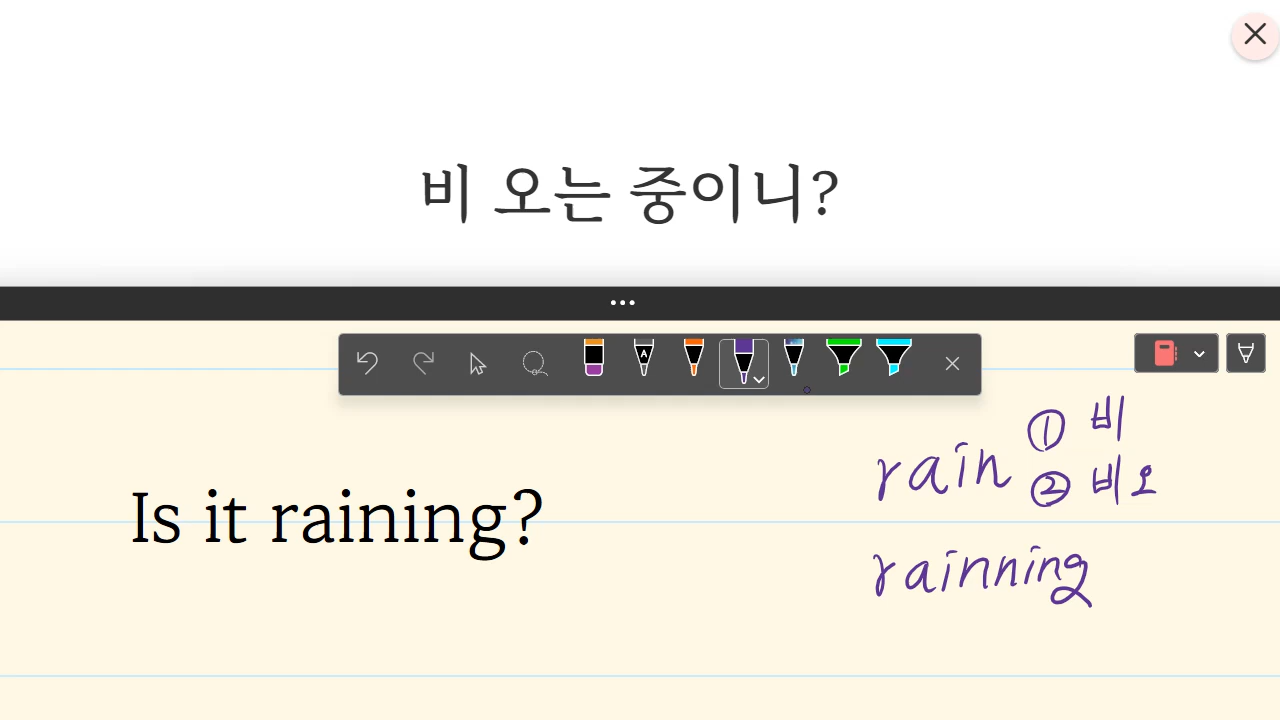 비 오는 중이니?
A
Is it raining?
rain ① 비
② 비오
rainning